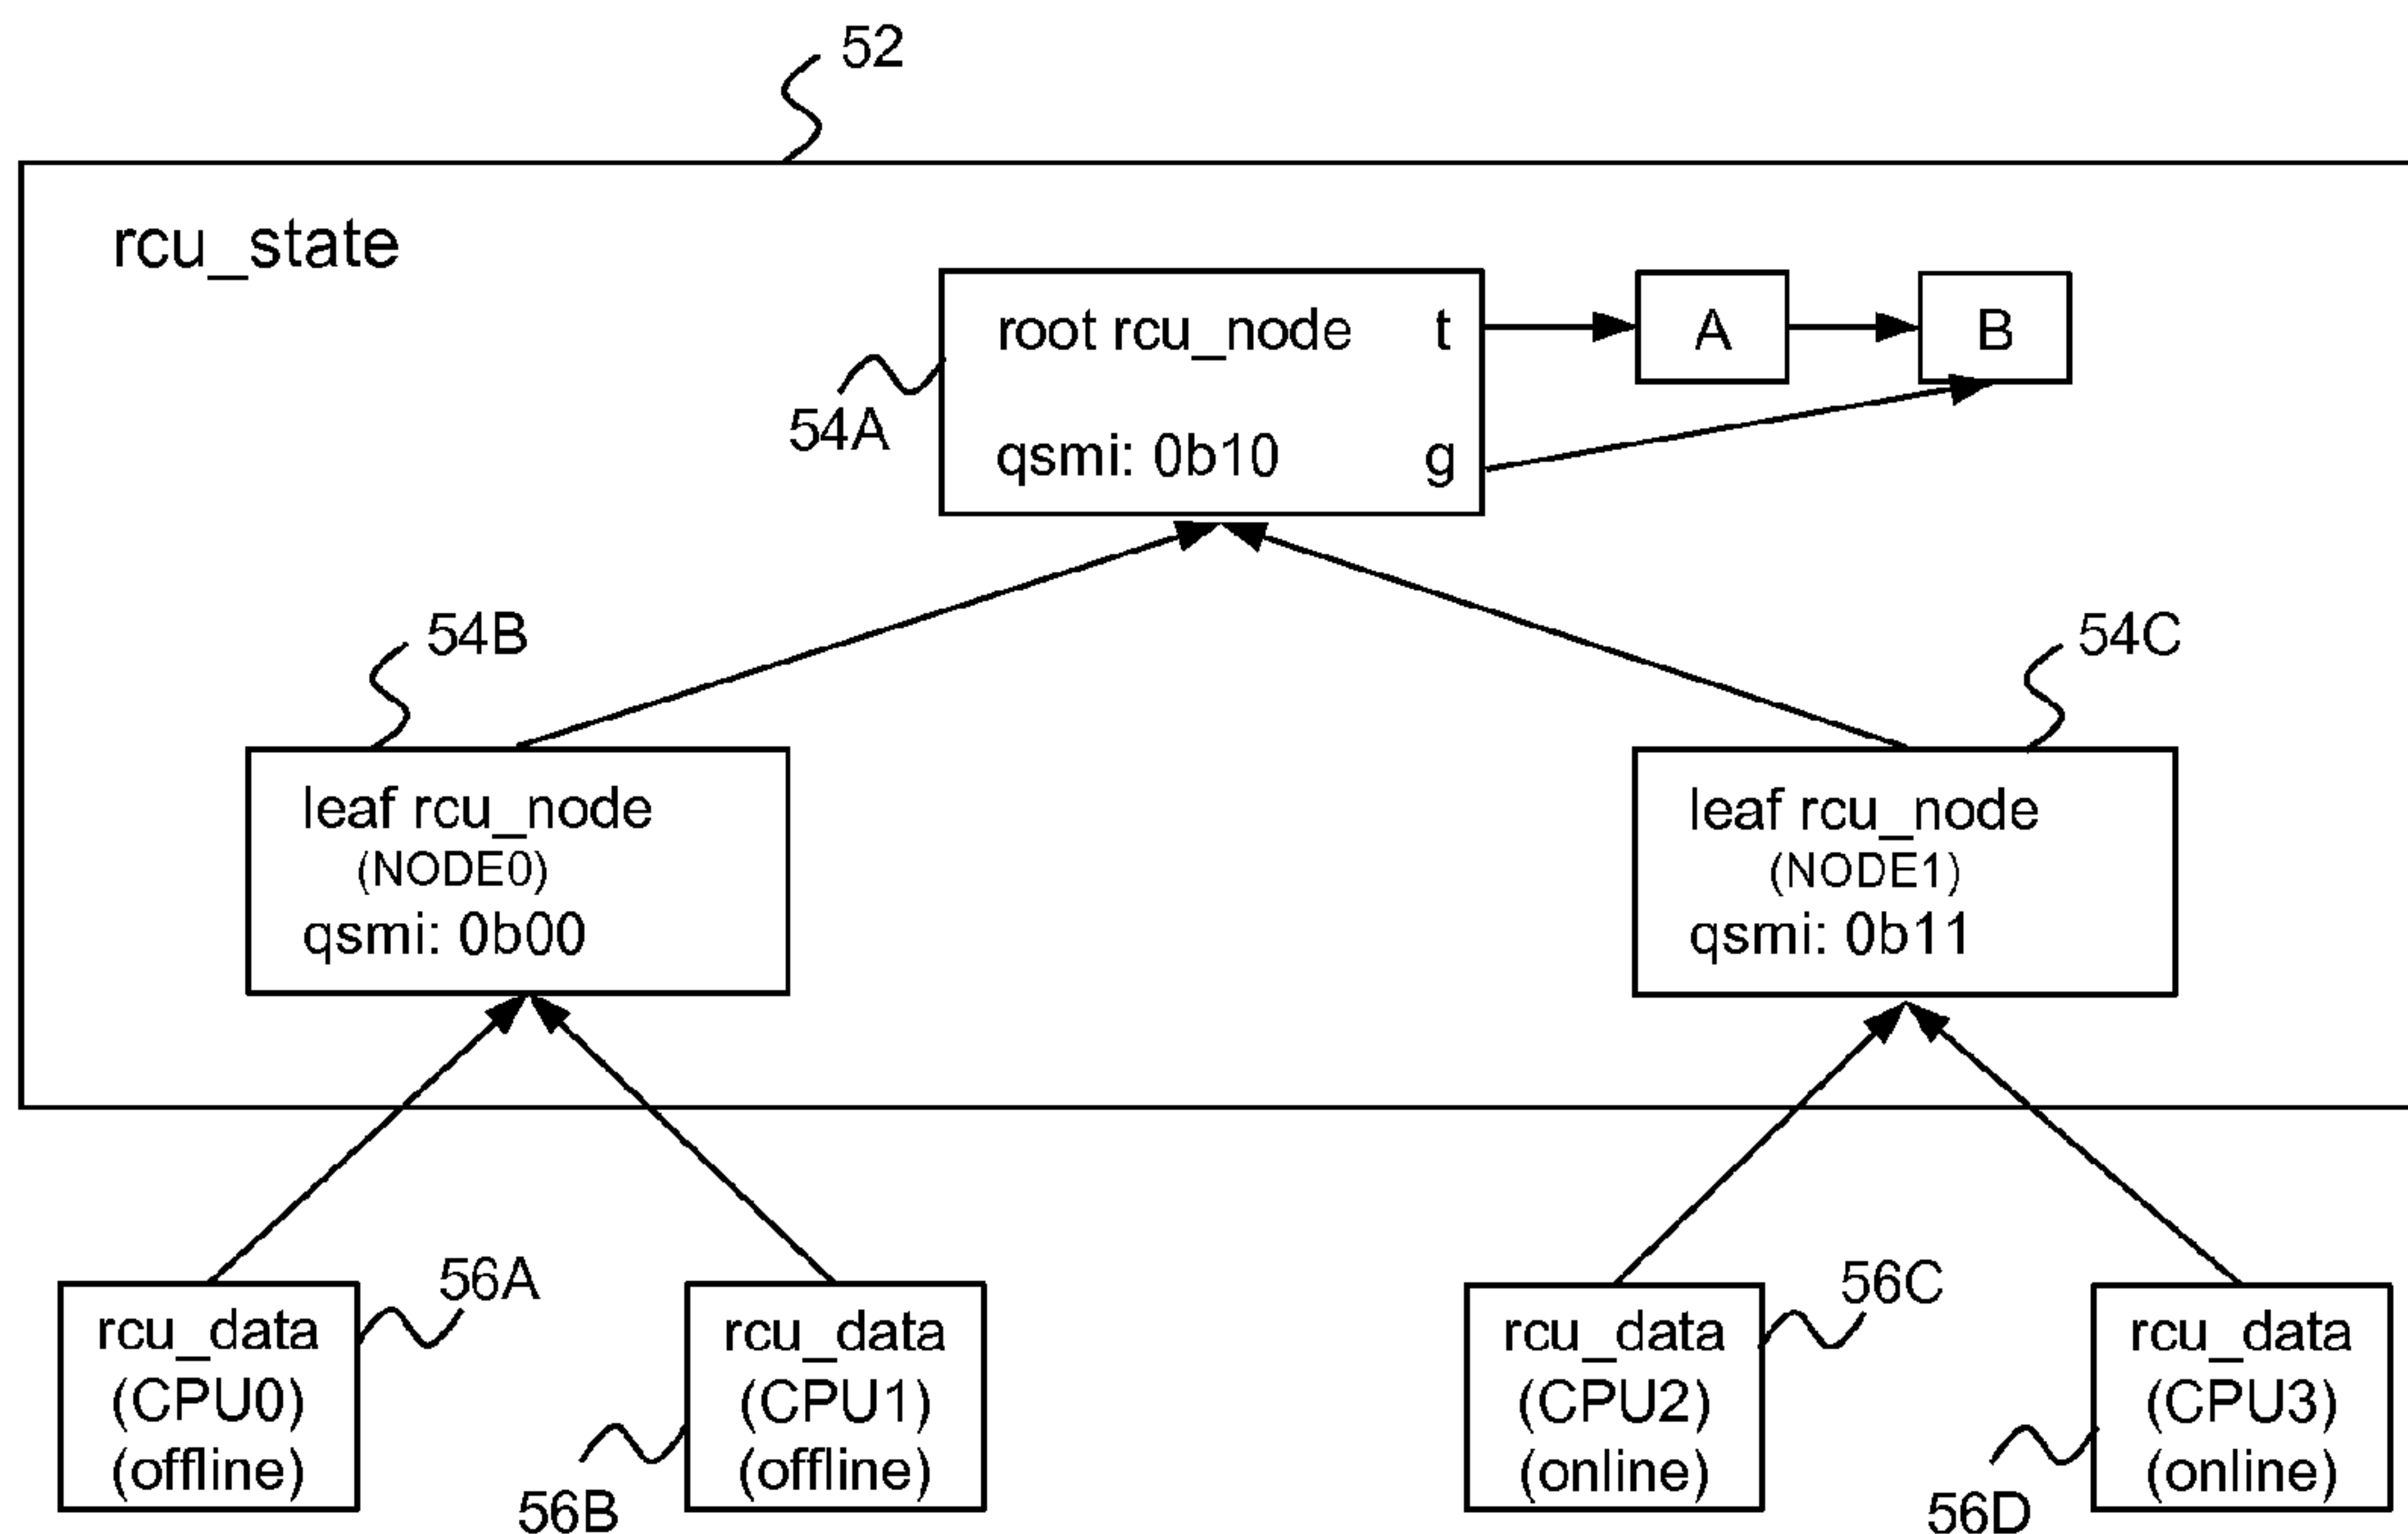 52
rcu_state
root rcu_node t
A
B
54A
qsmi: 0b10 g
54B
54C
leaf rcu_node
(NODE0)
qsmi: 0b00
leaf rcu_node
(NODE1)
qsmi: 0b11
56A
56C
rcu_data
(CPU0)
(offline)
rcu_data
(CPU1)
(offline)
rcu_data
(CPU2)
(online)
rcu_data
(CPU3)
(online)
56B
56D